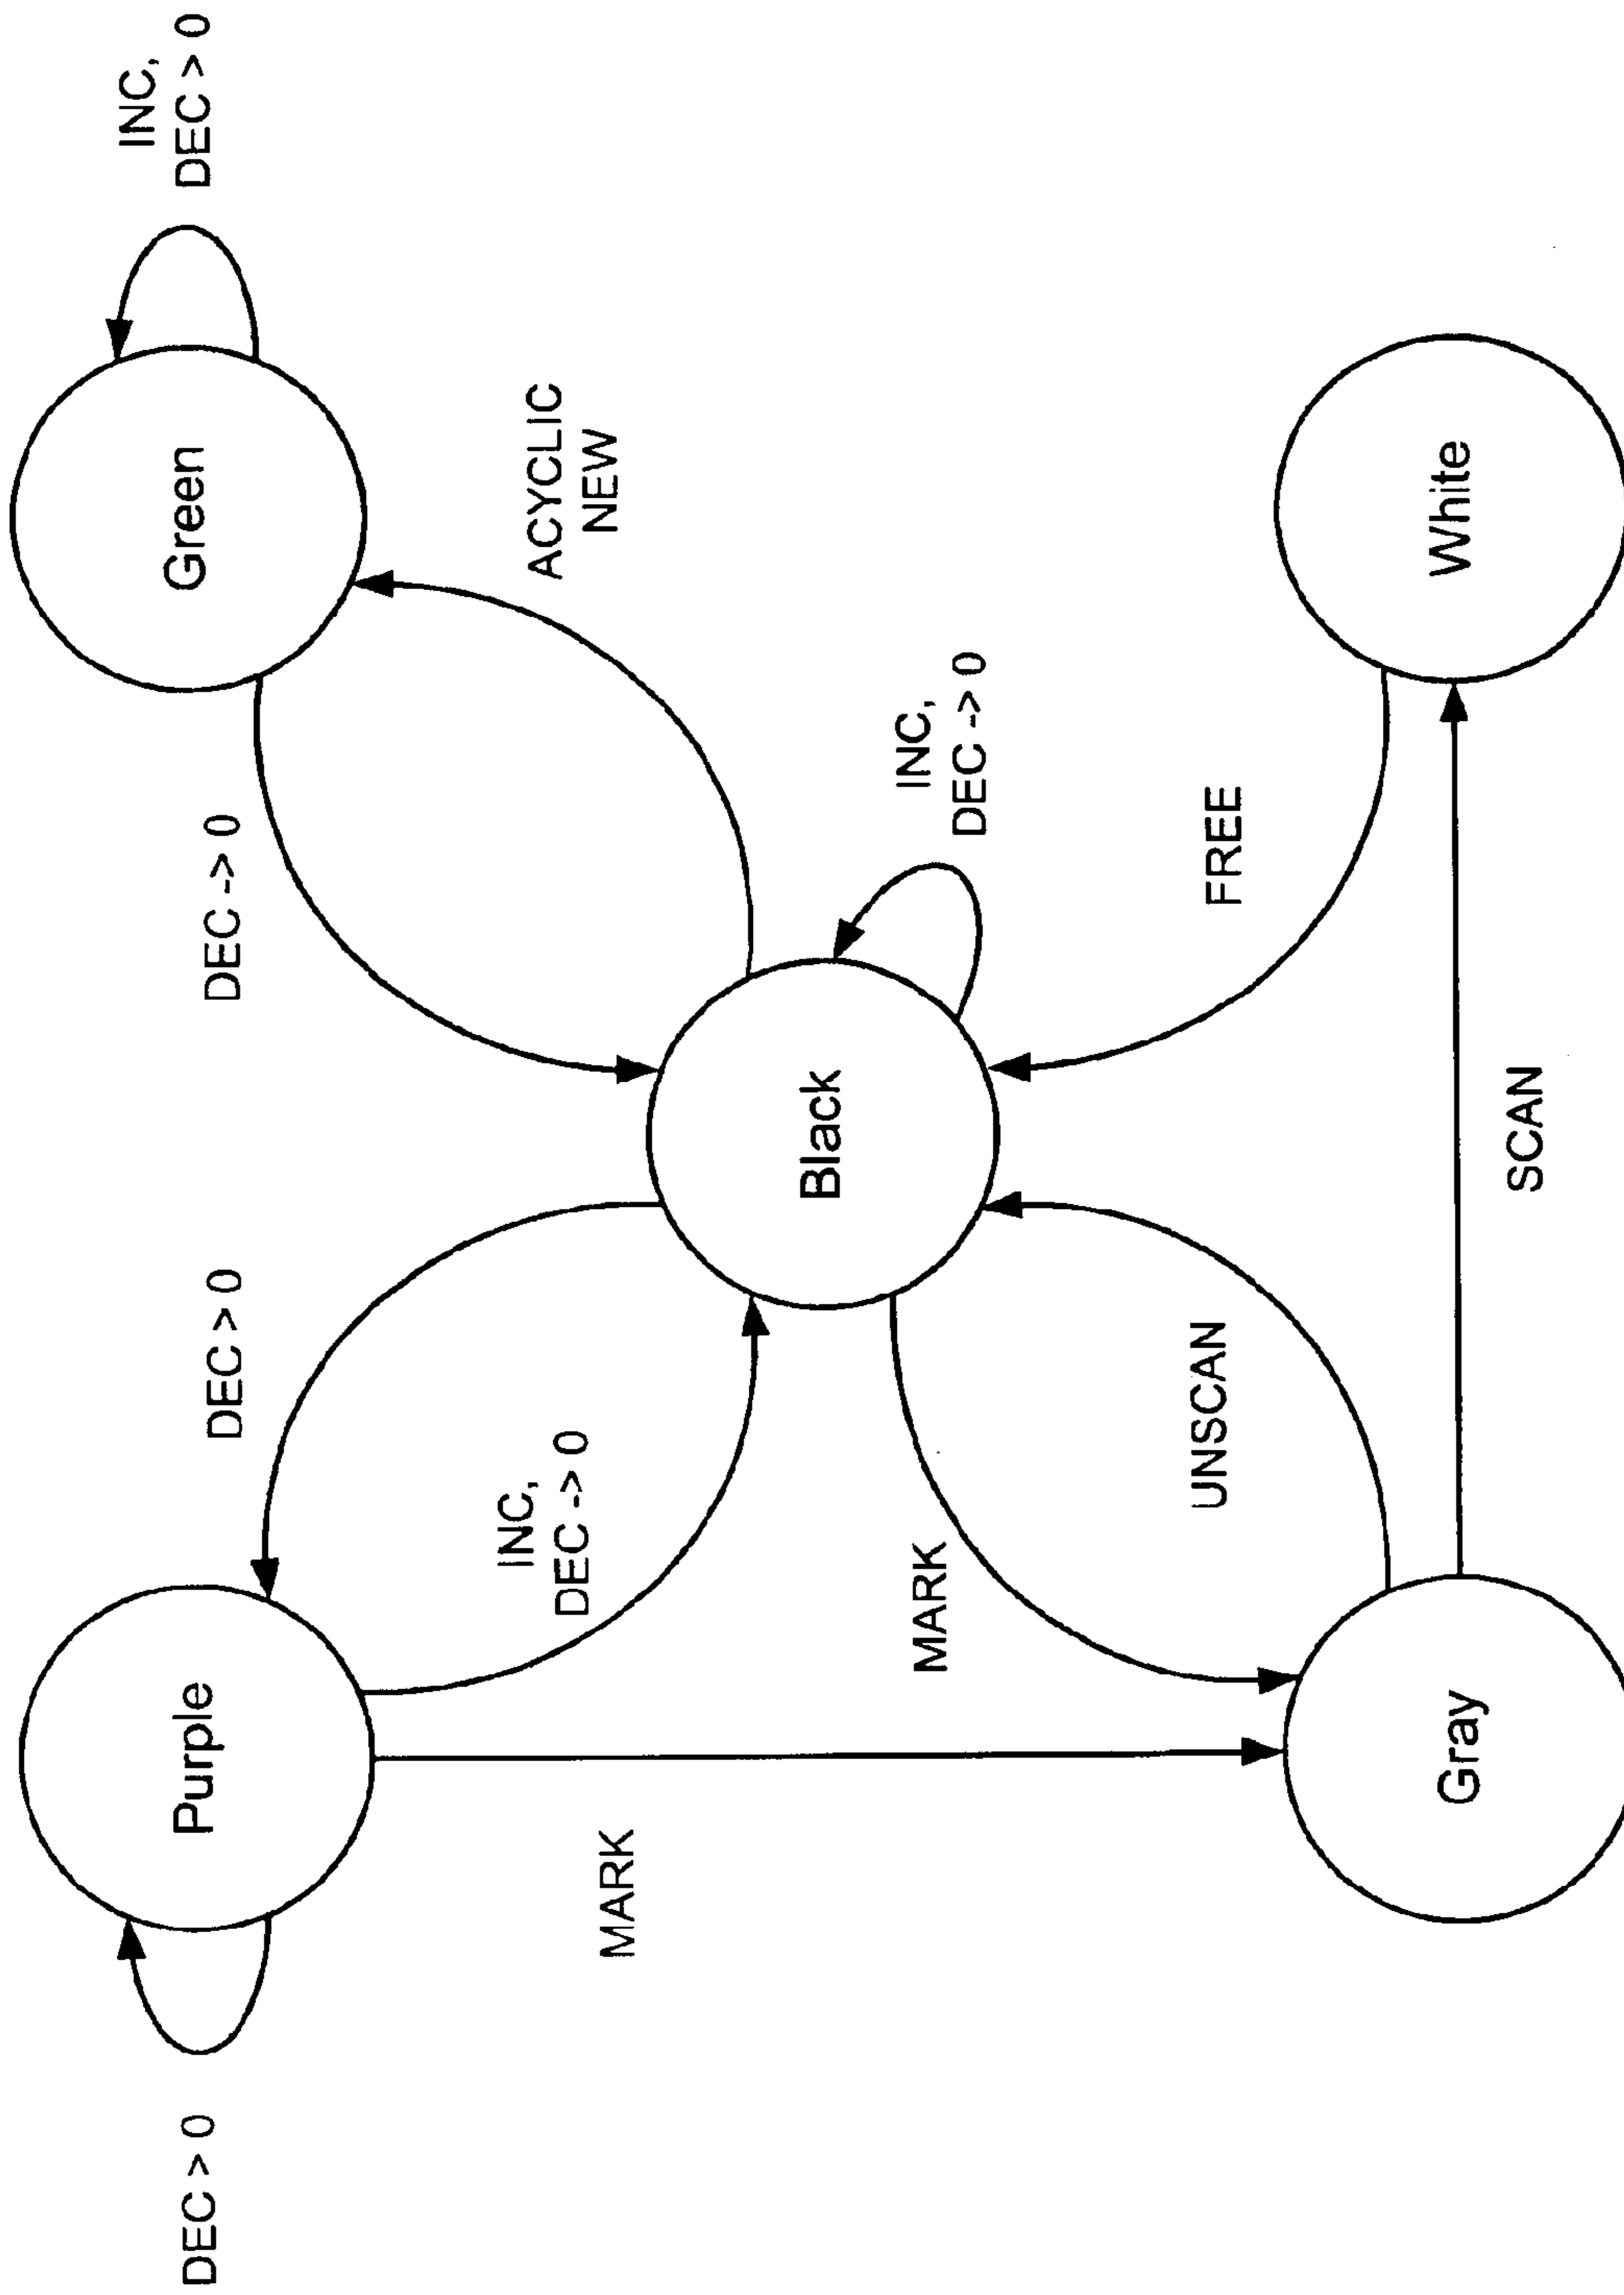 DEC > 0
Purple
DEC > 0
DEC -> 0
Green
INC,
DEC > 0
INC,
DEC -> 0
ACYCLIC
NEW
MARK
Black
INC,
DEC -> 0
MARK
UNSCAN
FREE
Gray
SCAN
White